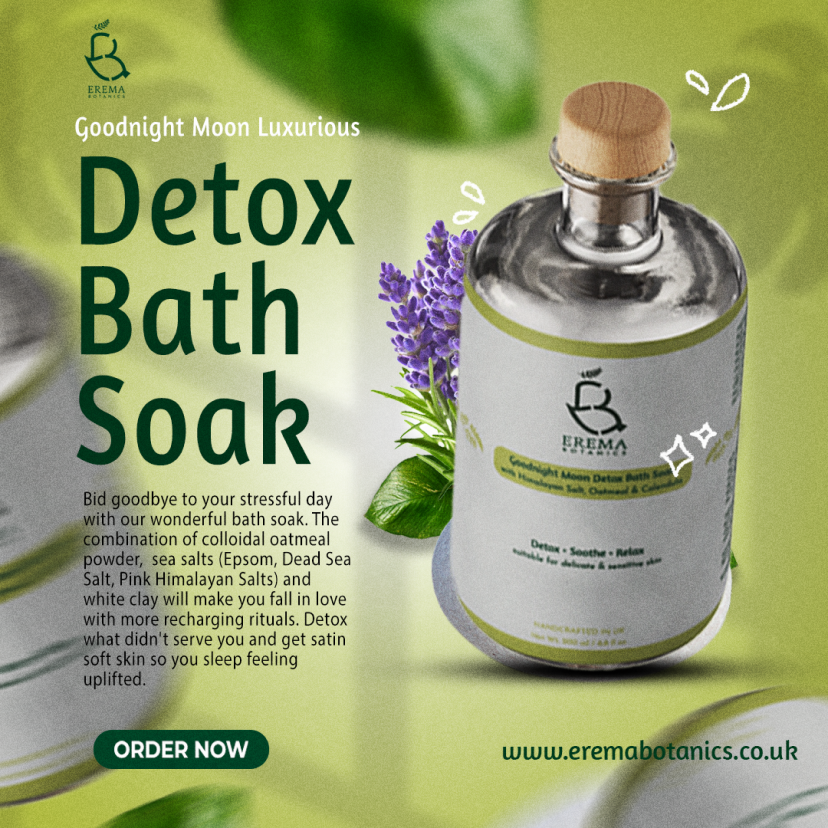 EREMA
BOTANICS
Goodnight Moon Luxurious
Detox
Bath
Soak
Bid goodbye to your stressful day
with our wonderful bath soak. The
combination of colloidal oatmeal
powder, sea salts (Epsom, Dead Sea
Salt, Pink Himalayan Salts) and
white clay will make you fall in love
with more recharging rituals. Detox
what didn't serve you and get satin
soft skin so you sleep feeling
uplifted.
ORDER NOW
EREMA
BOTANICS
Goodnight Moon Detox Bath Soak
with Himalayan Salt, Oatmeal & Calendula
Detox • Soothe • Relax
suitable for delicate & sensitive skin
HANDCRAFTED IN UK
www.eremabotanics.co.uk